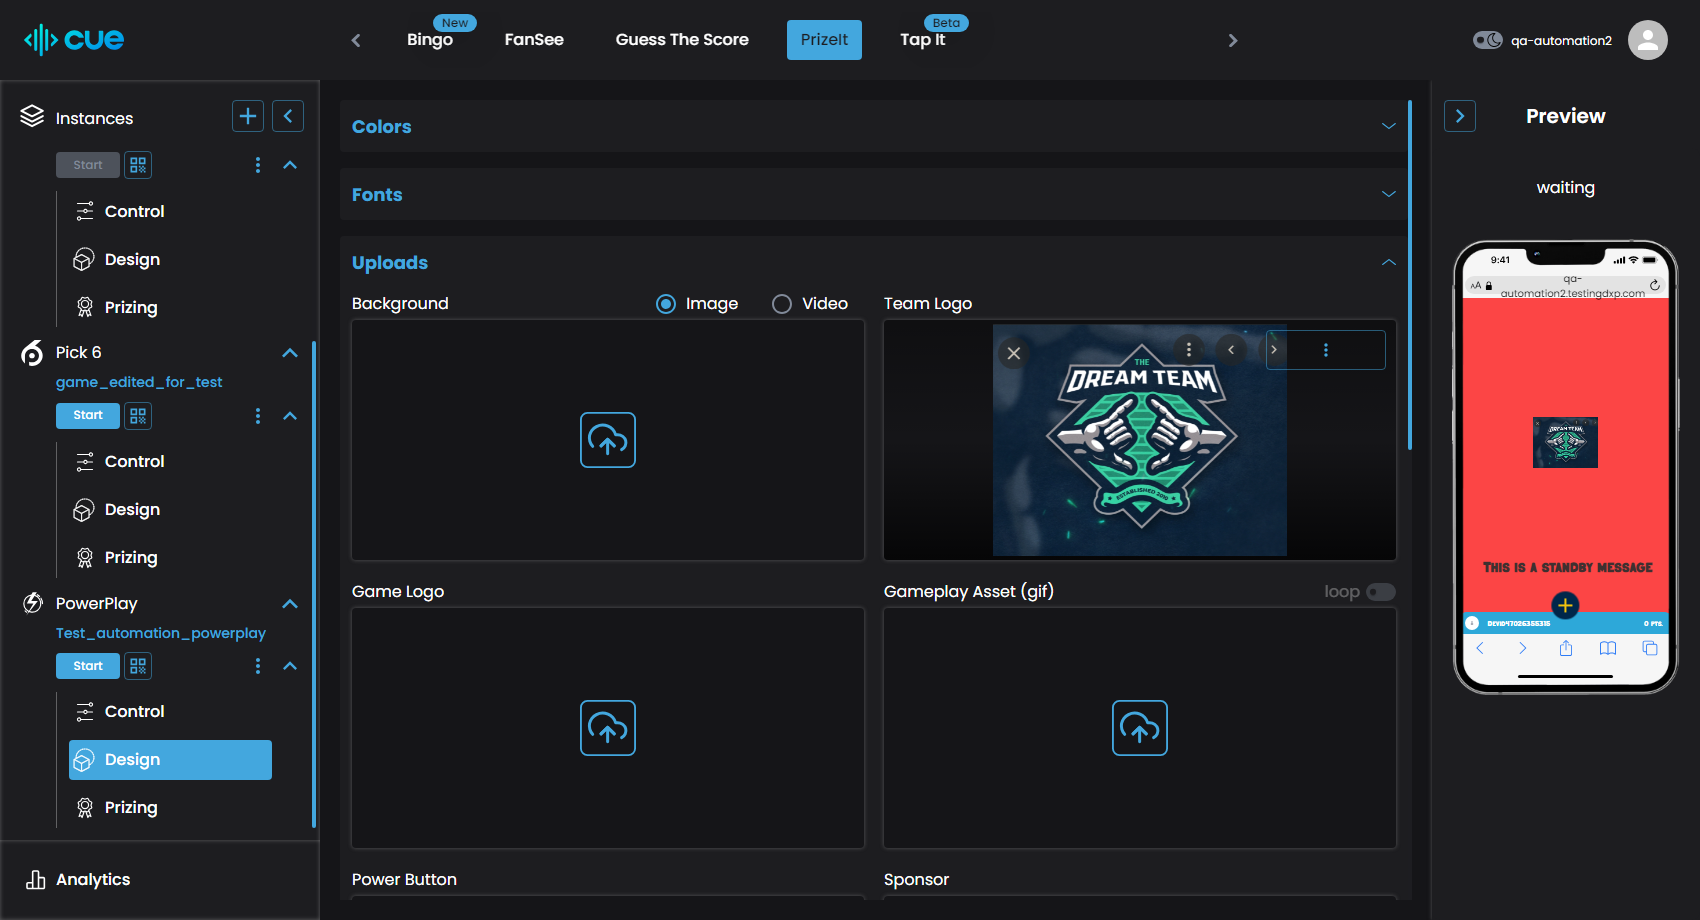 cue
Bingo
New
FanSee
Guess The Score
PrizeIt
Tap It
Beta
qa-automation2
Instances
Start
Control
Design
Prizing
Pick 6
game_edited_for_test
Start
Control
Design
Prizing
PowerPlay
Test_automation_powerplay
Start
Control
Design
Prizing
Analytics
Colors
Fonts
Uploads
Background
Image
Video
Team Logo
THE
DREAM TEAM
ESTABLISHED 2019
Game Logo
Gameplay Asset (gif)
loop
Power Button
Sponsor
Preview
waiting
9:41
AA
qa-
automation2.testingdxp.com
DREAM TEAM
This is a standby message
0 PTS.